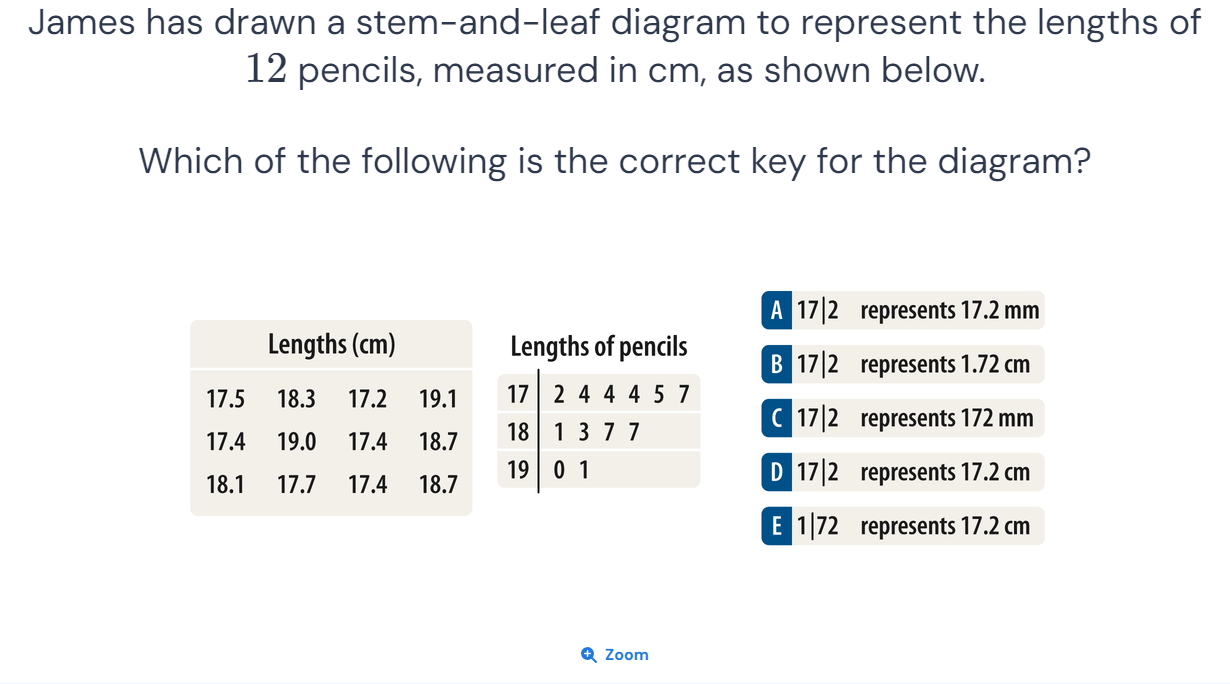 James has drawn a stem-and-leaf diagram to represent the lengths of
12 pencils, measured in cm, as shown below.
Which of the following is the correct key for the diagram?
Lengths (cm)
17.5 18.3 17.2 19.1
17.4 19.0 17.4 18.7
18.1 17.7 17.4 18.7
Lengths of pencils
17 | 2 4 4 4 5 7
18 | 1 3 7 7
19 | 0 1
A 17|2 represents 17.2 mm
B 17|2 represents 1.72 cm
C 17|2 represents 172 mm
D 17|2 represents 17.2 cm
E 1|72 represents 17.2 cm
Zoom